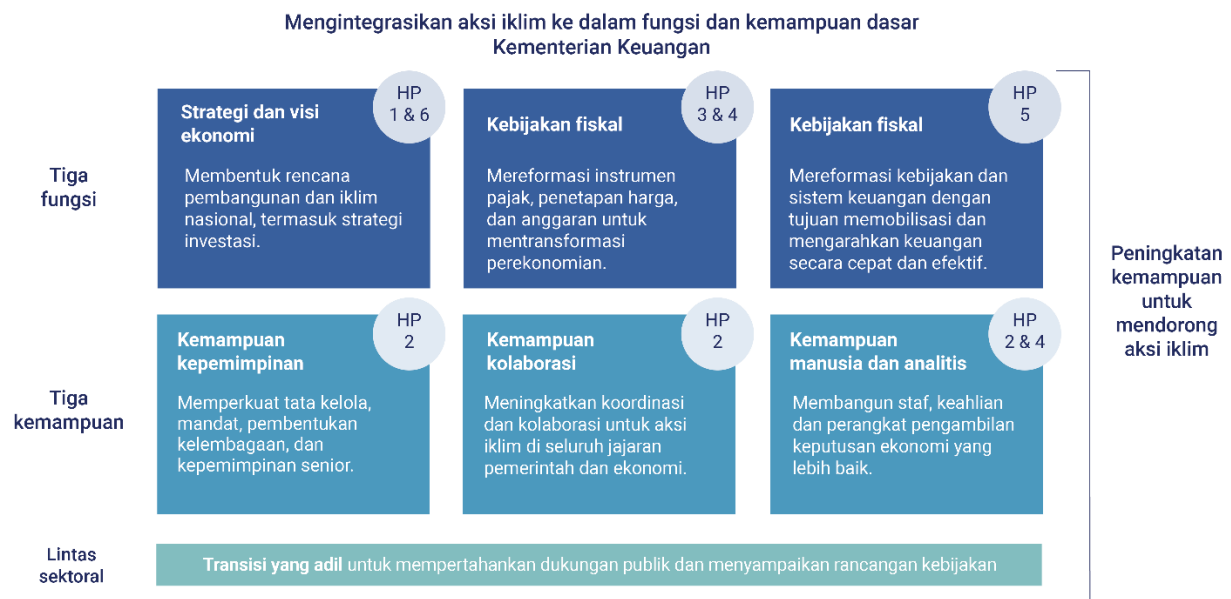 Mengintegrasikan aksi iklim ke dalam fungsi dan kemampuan dasar
Kementerian Keuangan
Tiga
fungsi
HP
1 & 6
Strategi dan visi
ekonomi
Membentuk rencana
pembangunan dan iklim
nasional, termasuk strategi
investasi.
HP
3 & 4
Kebijakan fiskal
Mereformasi instrumen
pajak, penetapan harga,
dan anggaran untuk
mentransformasi
perekonomian.
HP
5
Kebijakan fiskal
Mereformasi kebijakan dan
sistem keuangan dengan
tujuan memobilisasi dan
mengarahkan keuangan
secara cepat dan efektif.
Tiga
kemampuan
HP
2
Kemampuan
kepemimpinan
Memperkuat tata kelola,
mandat, pembentukan
kelembagaan, dan
kepemimpinan senior.
HP
2
Kemampuan
kolaborasi
Meningkatkan koordinasi
dan kolaborasi untuk aksi
iklim di seluruh jajaran
pemerintah dan ekonomi.
HP
2 & 4
Kemampuan
manusia dan analitis
Membangun staf, keahlian
dan perangkat pengambilan
keputusan ekonomi yang
lebih baik.
Peningkatan
kemampuan
untuk
mendorong
aksi iklim
Lintas
sektoral
Transisi yang adil untuk mempertahankan dukungan publik dan menyampaikan rancangan kebijakan